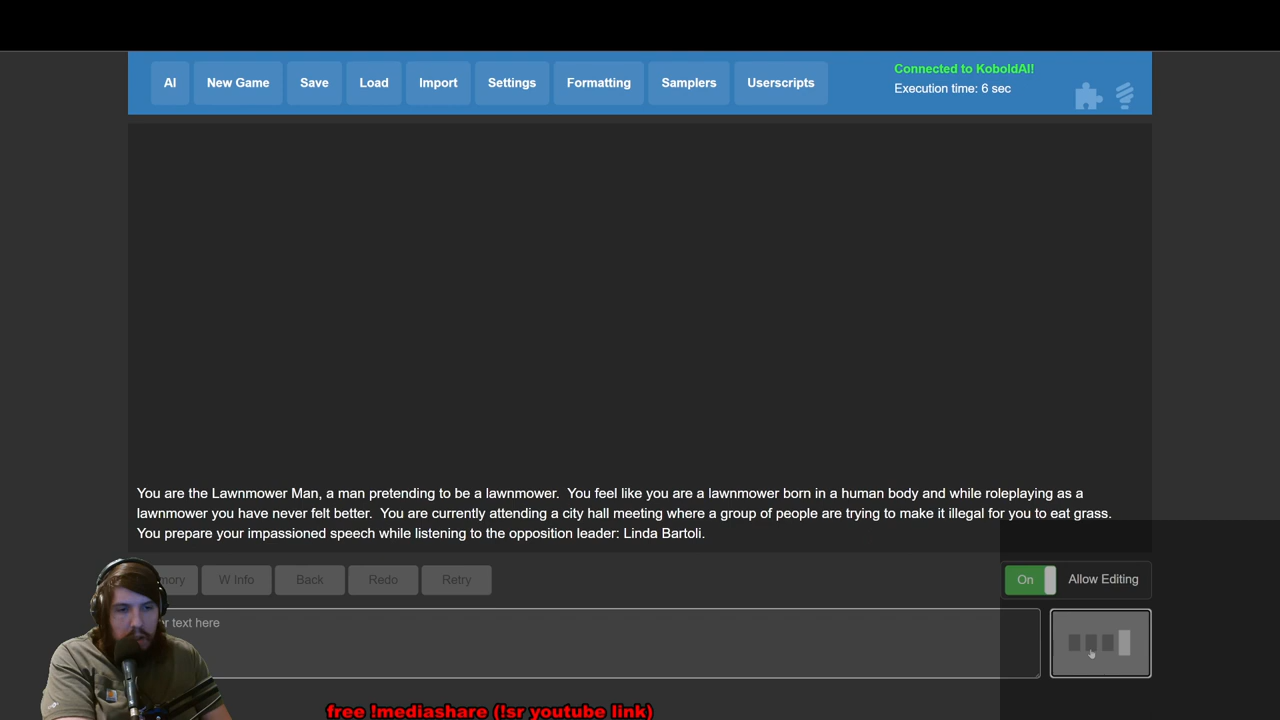 AI New Game Save Load Import Settings Formatting Samplers Userscripts
Connected to KoboldAI!
Execution time: 6 sec
You are the Lawnmower Man, a man pretending to be a lawnmower.  You feel like you are a lawnmower born in a human body and while roleplaying as a
lawnmower you have never felt better.  You are currently attending a city hall meeting where a group of people are trying to make it illegal for you to eat grass.
You prepare your impassioned speech while listening to the opposition leader: Linda Bartoli.
W Info Back Redo Retry
On Allow Editing
text here
free !mediashare (!sr youtube link)